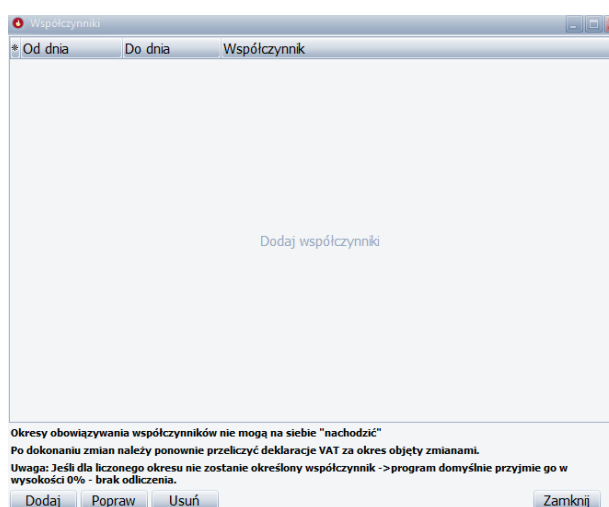 Współczynniki
* Od dnia Do dnia Współczynnik
Dodaj współczynniki
Okresy obowiązywania współczynników nie mogą na siebie "nachodzić"
Po dokonaniu zmian należy ponownie przeliczyć deklaracje VAT za okres objęty zmianami.
Uwaga: Jeśli dla liczonego okresu nie zostanie określony współczynnik ->program domyślnie przyjmie go w
wysokości 0% - brak odliczenia.
Dodaj Popraw Usuń Zamknij